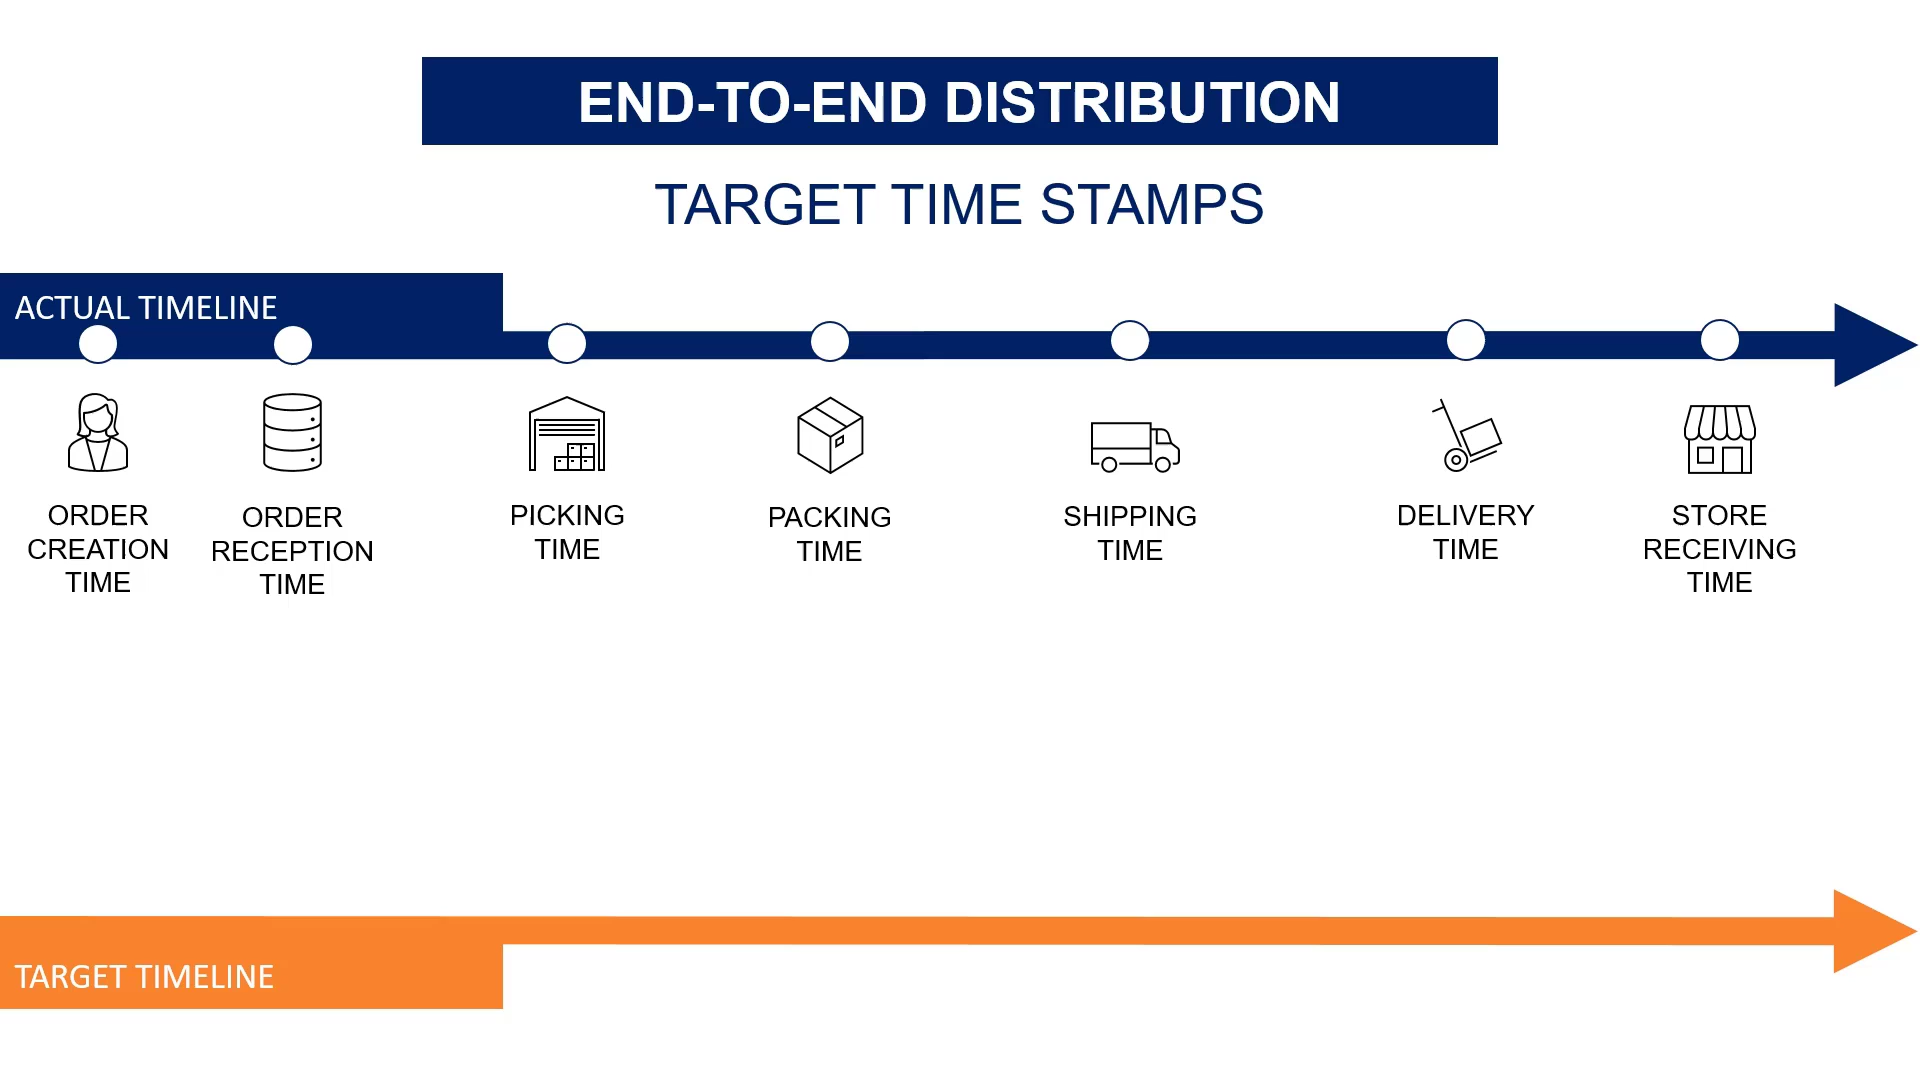 END-TO-END DISTRIBUTION
TARGET TIME STAMPS
ACTUAL TIMELINE
ORDER
CREATION
TIME
ORDER
RECEPTION
TIME
PICKING
TIME
PACKING
TIME
SHIPPING
TIME
DELIVERY
TIME
STORE
RECEIVING
TIME
TARGET TIMELINE